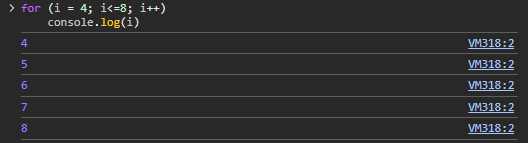 > for (i = 4; i<=8; i++)
console.log(i)
4 VM318:2
5 VM318:2
6 VM318:2
7 VM318:2
8 VM318:2